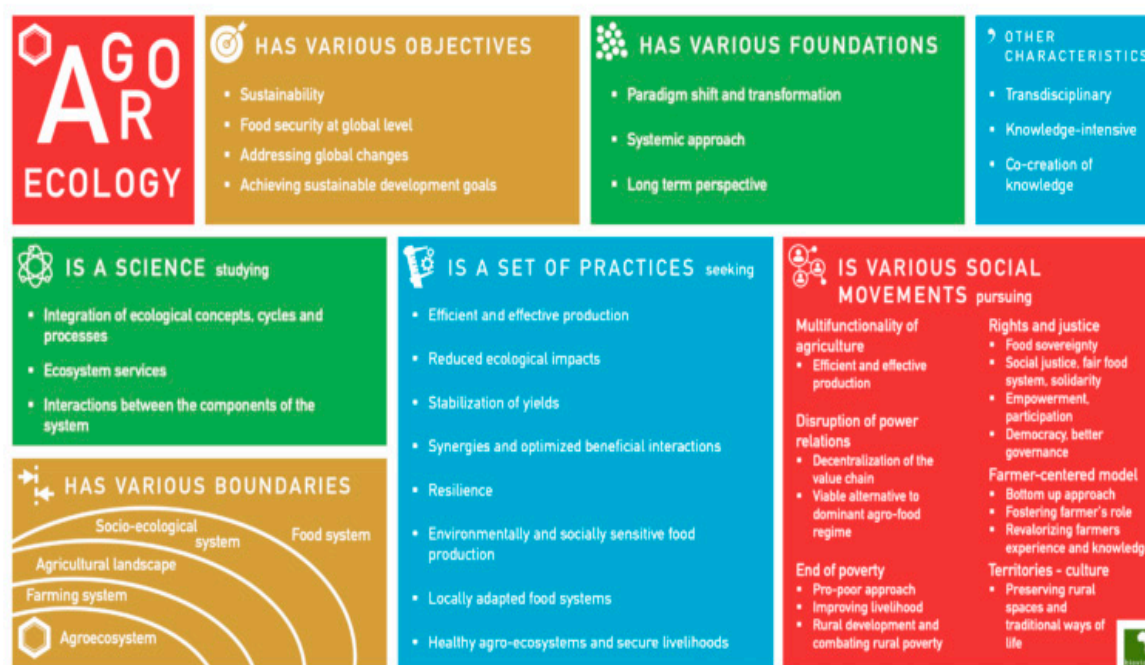 AGRO
ECOLOGY
HAS VARIOUS OBJECTIVES
▪ Sustainability
▪ Food security at global level
▪ Addressing global changes
▪ Achieving sustainable development goals
HAS VARIOUS FOUNDATIONS
▪ Paradigm shift and transformation
▪ Systemic approach
▪ Long term perspective
OTHER
CHARACTERISTICS
▪ Transdisciplinary
▪ Knowledge-intensive
▪ Co-creation of
knowledge
IS A SCIENCE studying
▪ Integration of ecological concepts, cycles and
processes
▪ Ecosystem services
▪ Interactions between the components of the
system
HAS VARIOUS BOUNDARIES
Socio-ecological
system
Food system
Agricultural landscape
Farming system
Agroecosystem
IS A SET OF PRACTICES seeking
▪ Efficient and effective production
▪ Reduced ecological impacts
▪ Stabilization of yields
▪ Synergies and optimized beneficial interactions
▪ Resilience
▪ Environmentally and socially sensitive food
production
▪ Locally adapted food systems
▪ Healthy agro-ecosystems and secure livelihoods
IS VARIOUS SOCIAL
MOVEMENTS pursuing
Multifunctionality of
agriculture
▪ Efficient and effective
production
Disruption of power
relations
▪ Decentralization of the
value chain
▪ Viable alternative to
dominant agro-food
regime
End of poverty
▪ Pro-poor approach
▪ Improving livelihood
▪ Rural development and
combating rural poverty
Rights and justice
▪ Food sovereignty
▪ Social justice, fair food
system, solidarity
▪ Empowerment,
participation
▪ Democracy, better
governance
Farmer-centered model
▪ Bottom up approach
▪ Fostering farmer's role
▪ Revalorizing farmers
experience and knowledg
Territories - culture
▪ Preserving rural
spaces and
traditional ways of
life